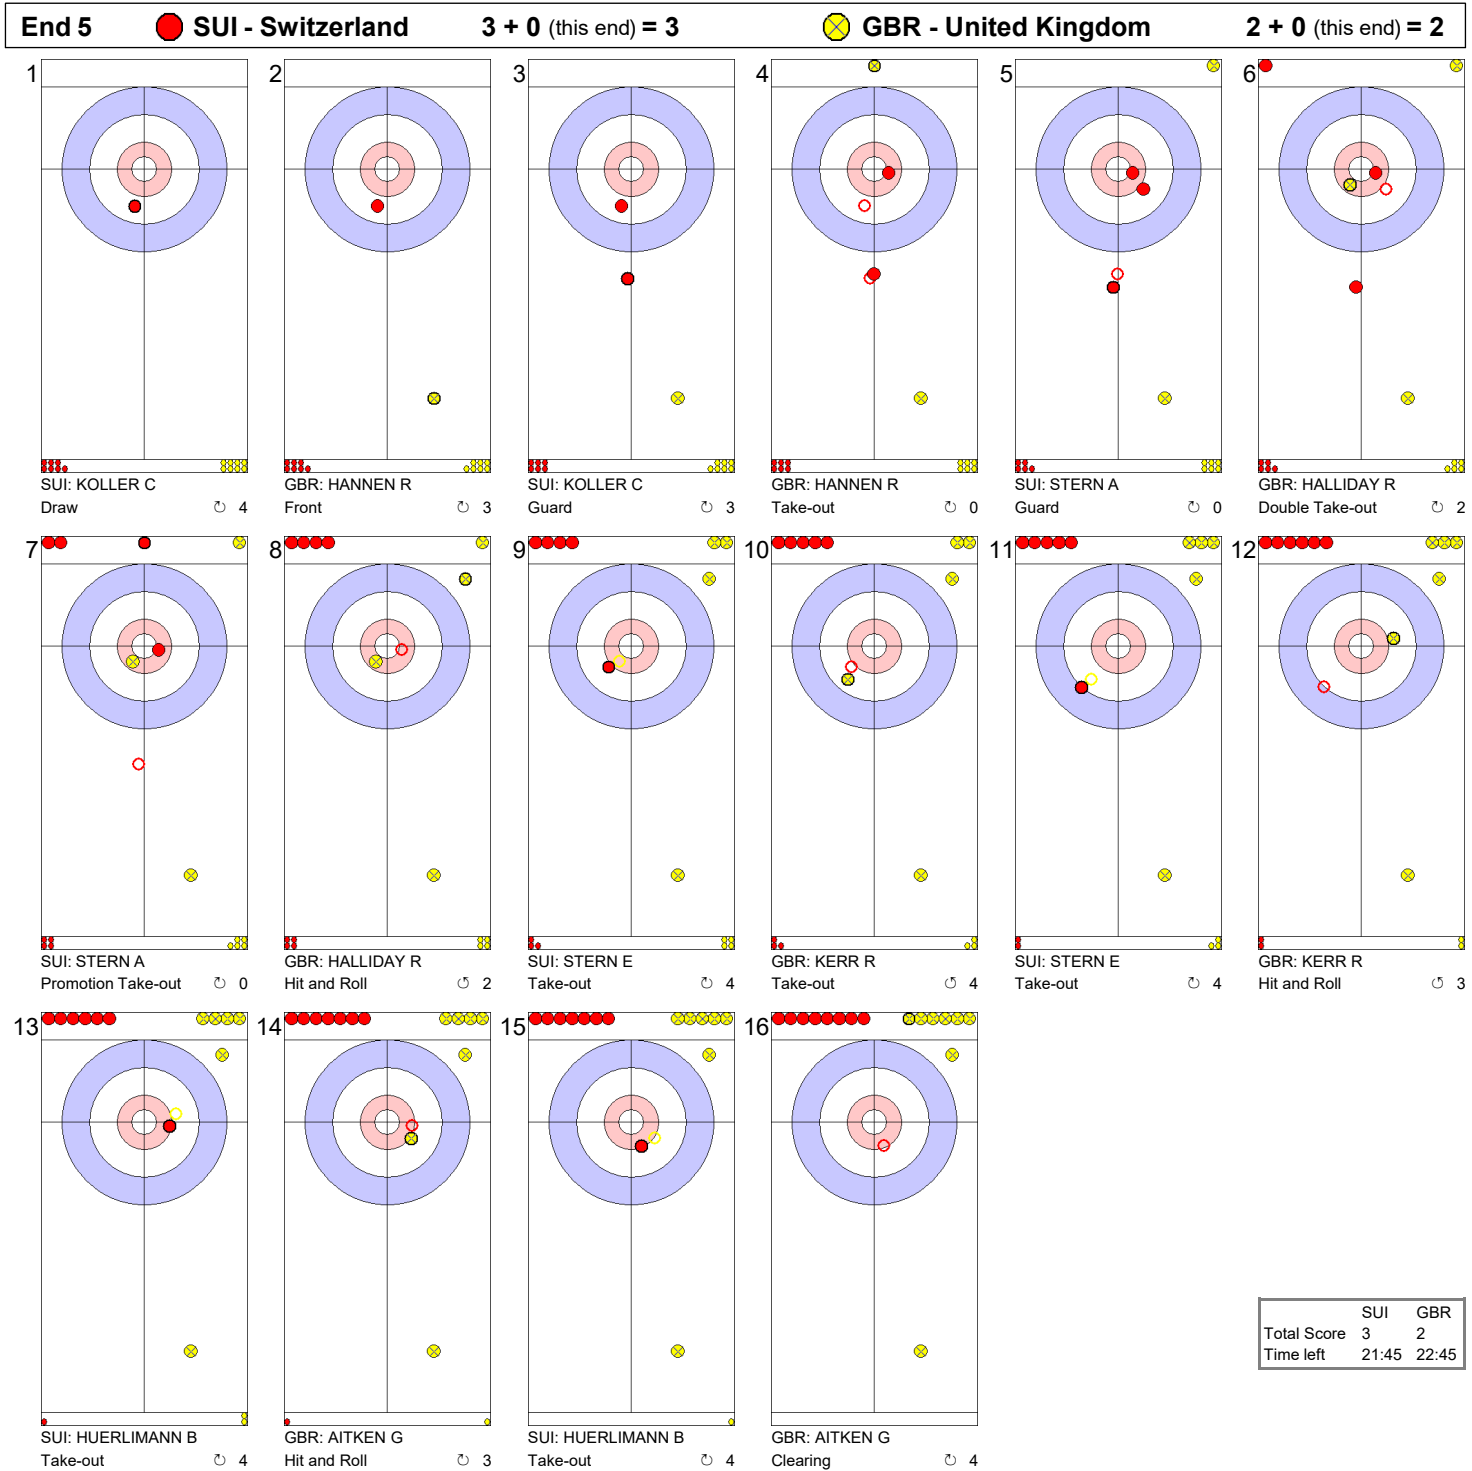 End 5 SUI - Switzerland 3 + 0 (this end) = 3 GBR - United Kingdom 2 + 0 (this end) = 2
1
SUI: KOLLER C
Draw ↻ 4
2
GBR: HANNEN R
Front ↻ 3
3
SUI: KOLLER C
Guard ↻ 3
4
GBR: HANNEN R
Take-out ↻ 0
5
SUI: STERN A
Guard ↻ 0
6
GBR: HALLIDAY R
Double Take-out ↻ 2
7
SUI: STERN A
Promotion Take-out ↻ 0
8
GBR: HALLIDAY R
Hit and Roll ↺ 2
9
SUI: STERN E
Take-out ↻ 4
10
GBR: KERR R
Take-out ↺ 4
11
SUI: STERN E
Take-out ↺ 4
12
GBR: KERR R
Hit and Roll ↺ 3
13
SUI: HUERLIMANN B
Take-out ↻ 4
14
GBR: AITKEN G
Hit and Roll ↻ 3
15
SUI: HUERLIMANN B
Take-out ↻ 4
16
GBR: AITKEN G
Clearing ↻ 4
SUI GBR
Total Score 3 2
Time left 21:45 22:45